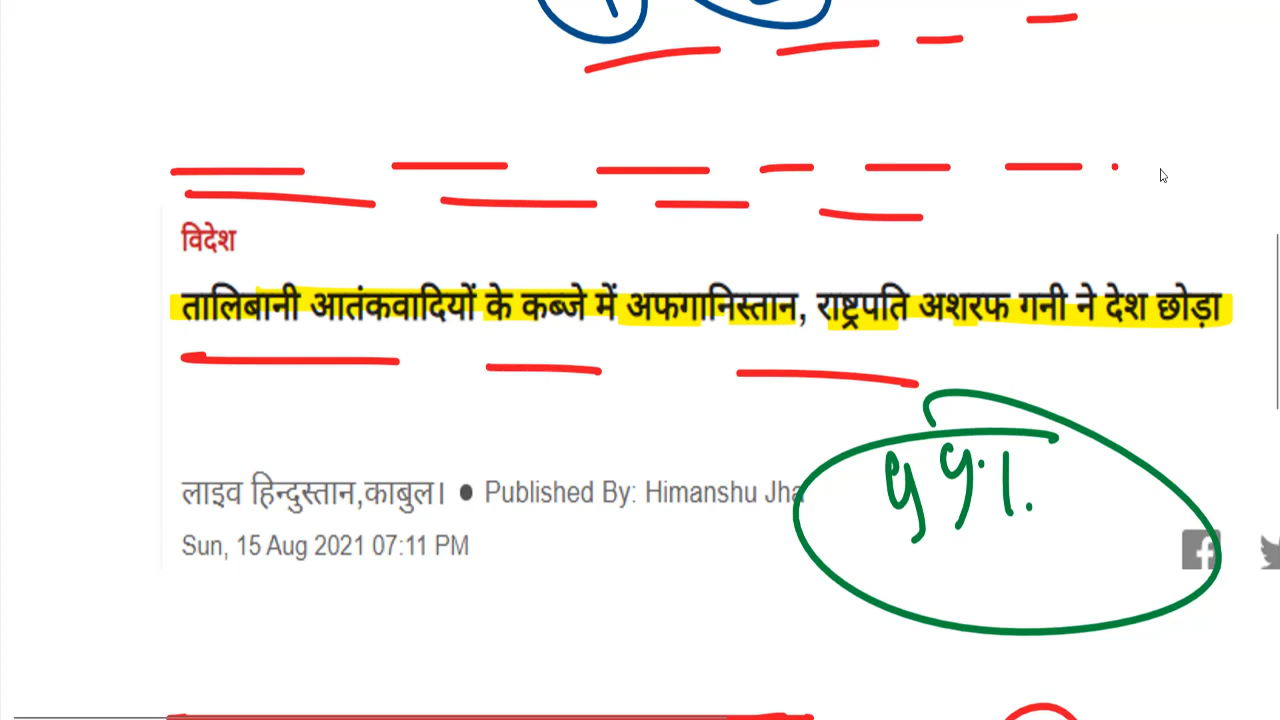 विदेश
तालिबानी आतंकवादियों के कब्जे में अफगानिस्तान, राष्ट्रपति अशरफ गनी ने देश छोड़ा
लाइव हिन्दुस्तान,काबुल। ● Published By: Himanshu Jha
Sun, 15 Aug 2021 07:11 PM